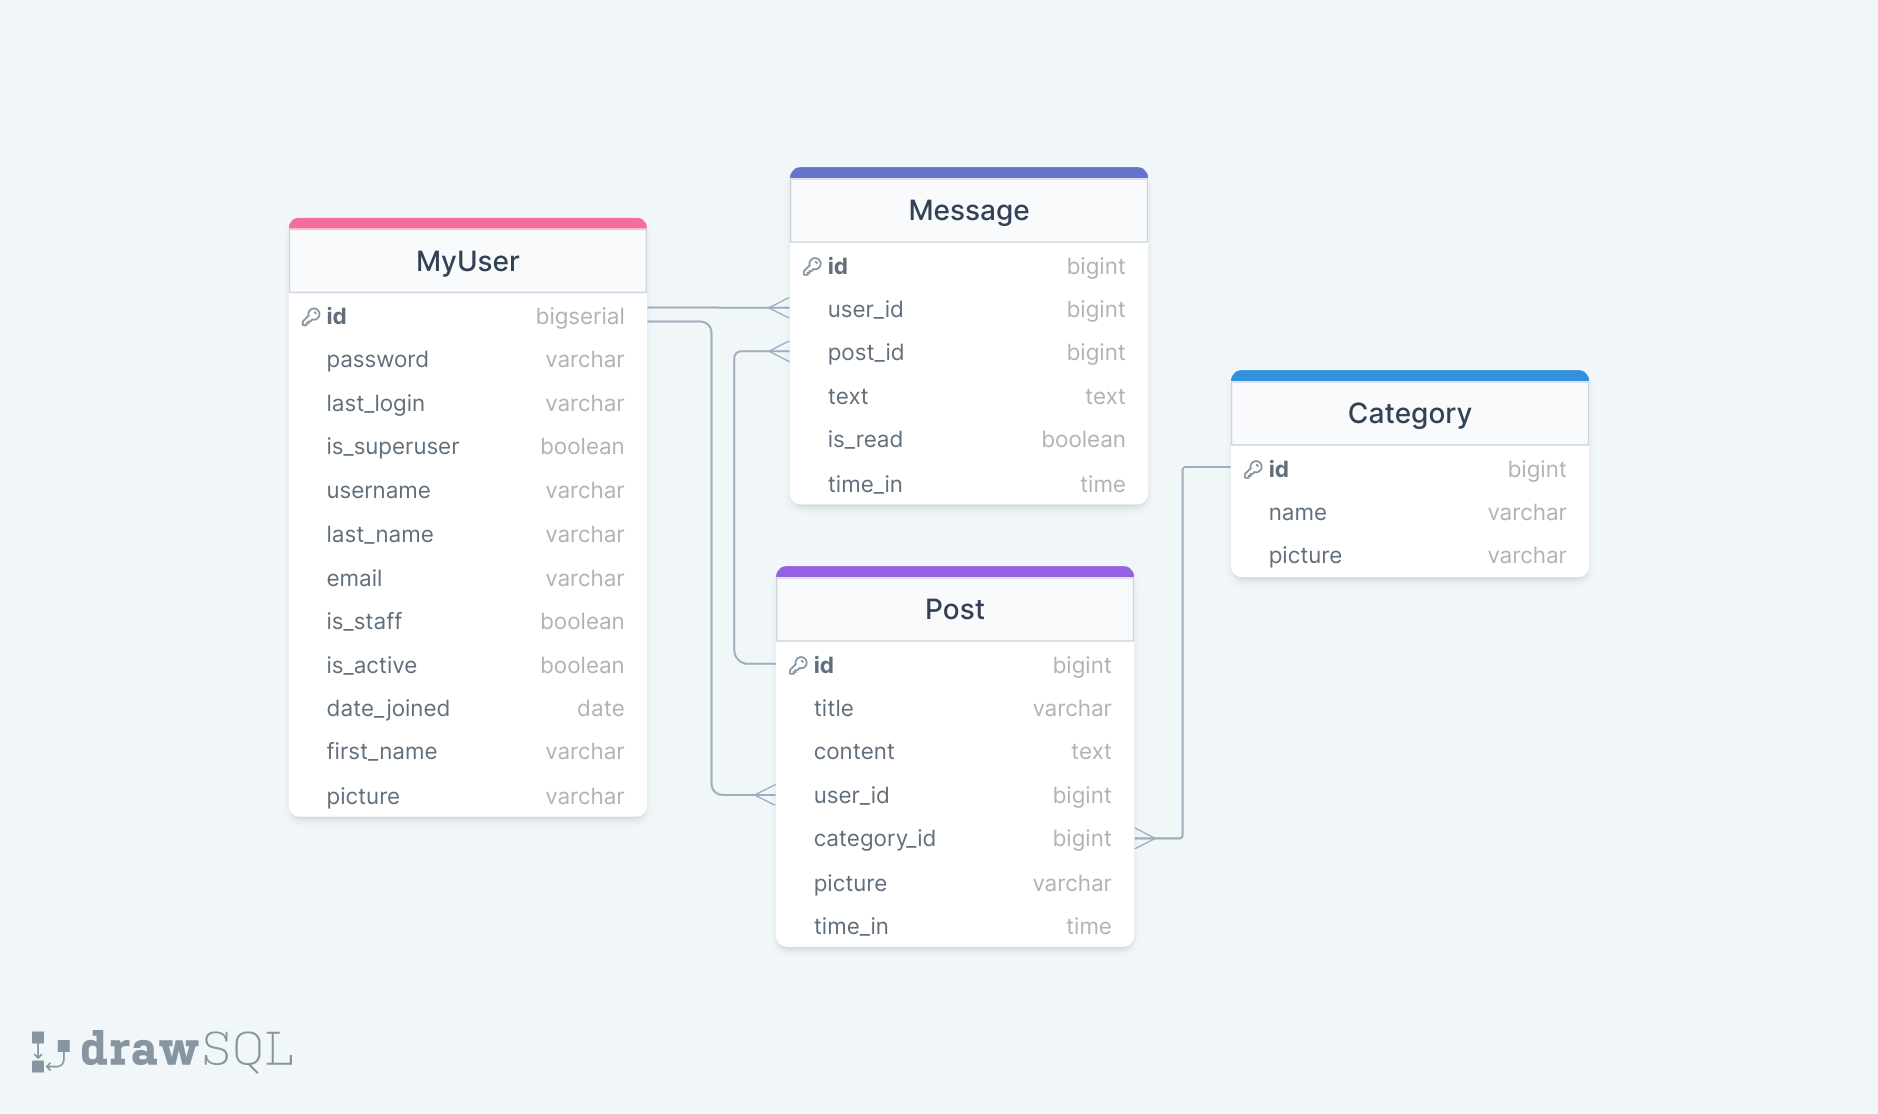 MyUser
id bigserial
password varchar
last_login varchar
is_superuser boolean
username varchar
last_name varchar
email varchar
is_staff boolean
is_active boolean
date_joined date
first_name varchar
picture varchar
Message
id bigint
user_id bigint
post_id bigint
text text
is_read boolean
time_in time
Post
id bigint
title varchar
content text
user_id bigint
category_id bigint
picture varchar
time_in time
Category
id bigint
name varchar
picture varchar
drawSQL